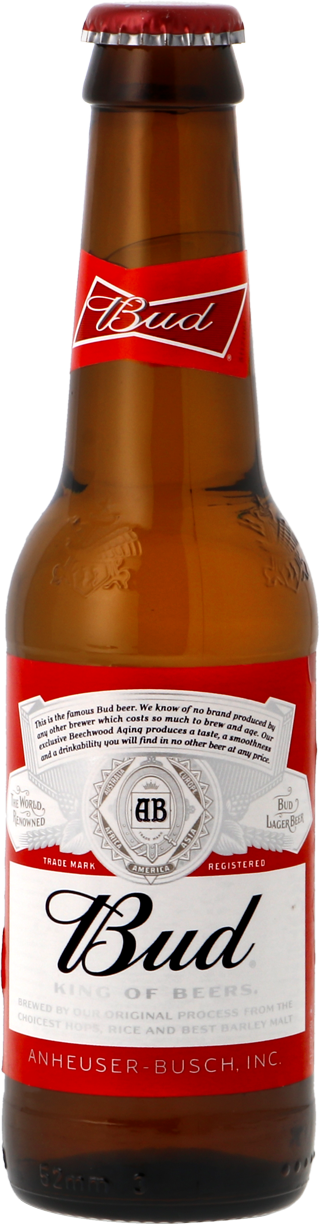 Bud
This is the famous Bud beer. We know of no brand produced by
any other brewer which costs so much to brew and age. Our
exclusive Beechwood Aging produces a taste, a smoothness
and a drinkability you will find in no other beer at any price.
THE WORLD
RENOWNED
AB
BUD
LAGER BEER
AFRICA
AMERICA
ASIA
TRADE MARK
REGISTERED
Bud
KING OF BEERS.
BREWED BY OUR ORIGINAL PROCESS FROM THE
CHOICEST HOPS, RICE AND BEST BARLEY MALT
ANHEUSER-BUSCH, INC.